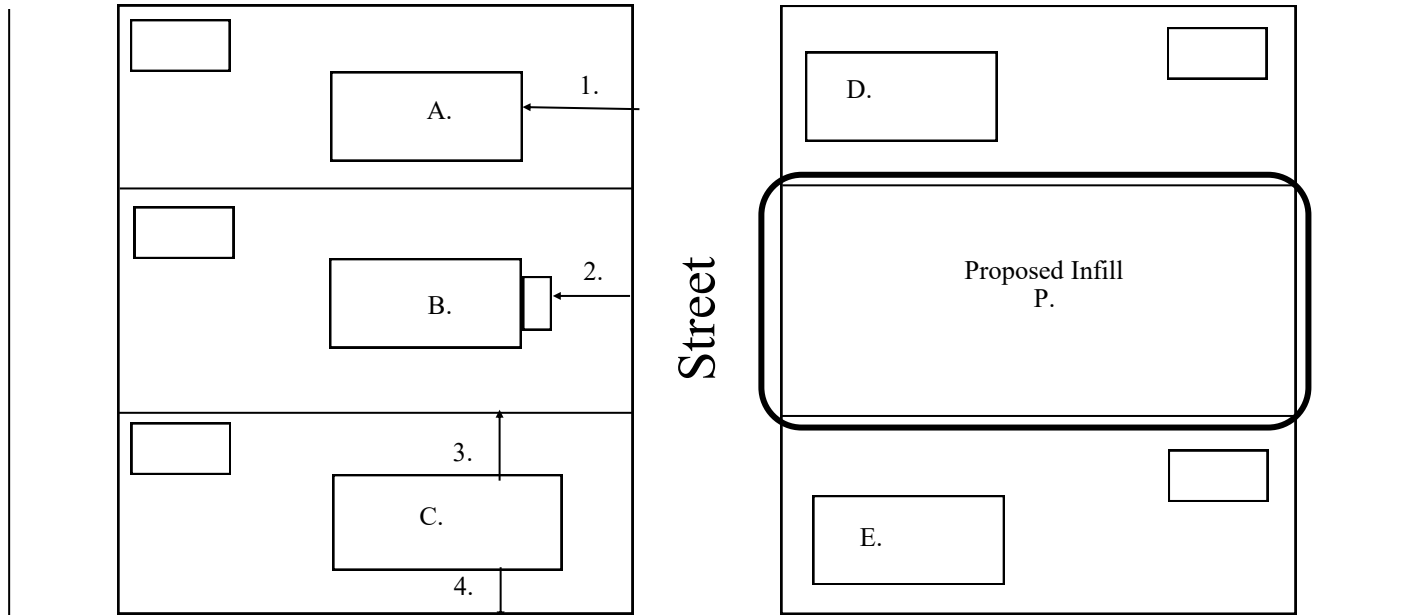 1.
A.
D.
2.
B.
Street
Proposed Infill
P.
3.
C.
4.
E.